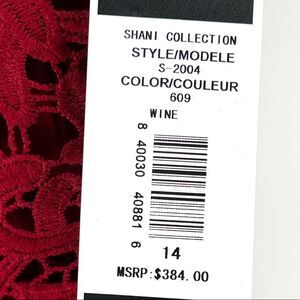 SHANI COLLECTION
STYLE/MODELE
S-2004
COLOR/COULEUR
609
WINE
8 40030 40881 6
14
MSRP:$384.00